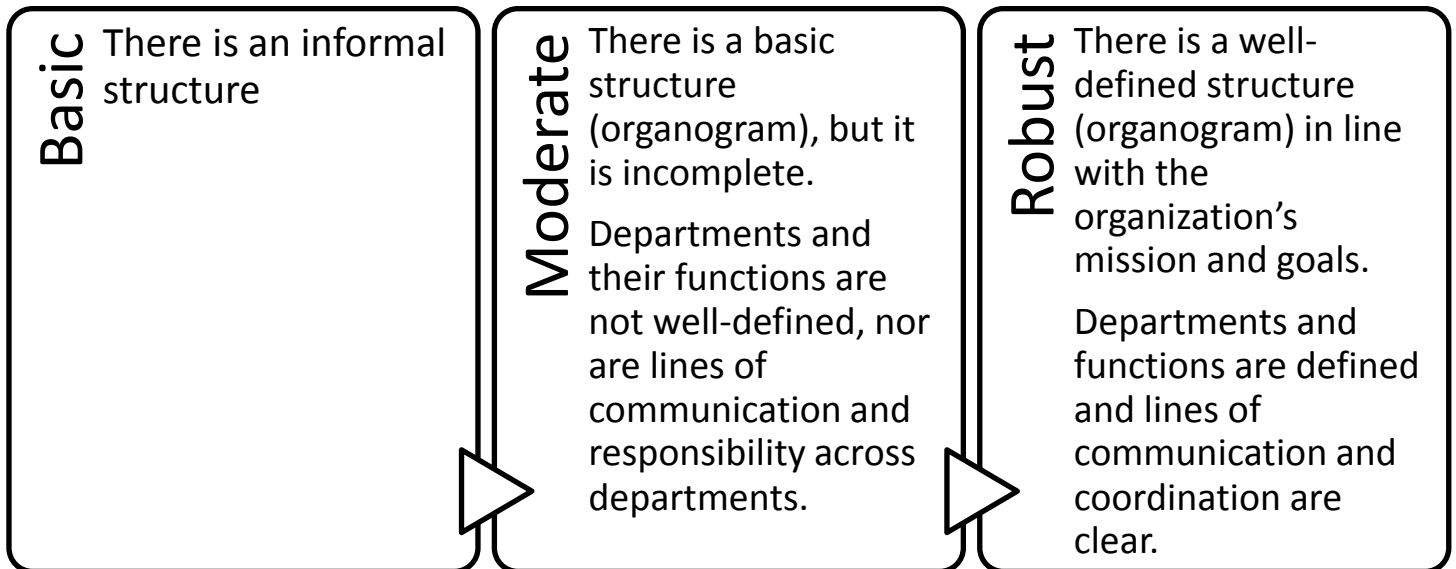 Basic
There is an informal
structure
Moderate
There is a basic
structure
(organogram), but it
is incomplete.
Departments and
their functions are
not well-defined, nor
are lines of
communication and
responsibility across
departments.
Robust
There is a well-
defined structure
(organogram) in line
with the
organization’s
mission and goals.
Departments and
functions are defined
and lines of
communication and
coordination are
clear.